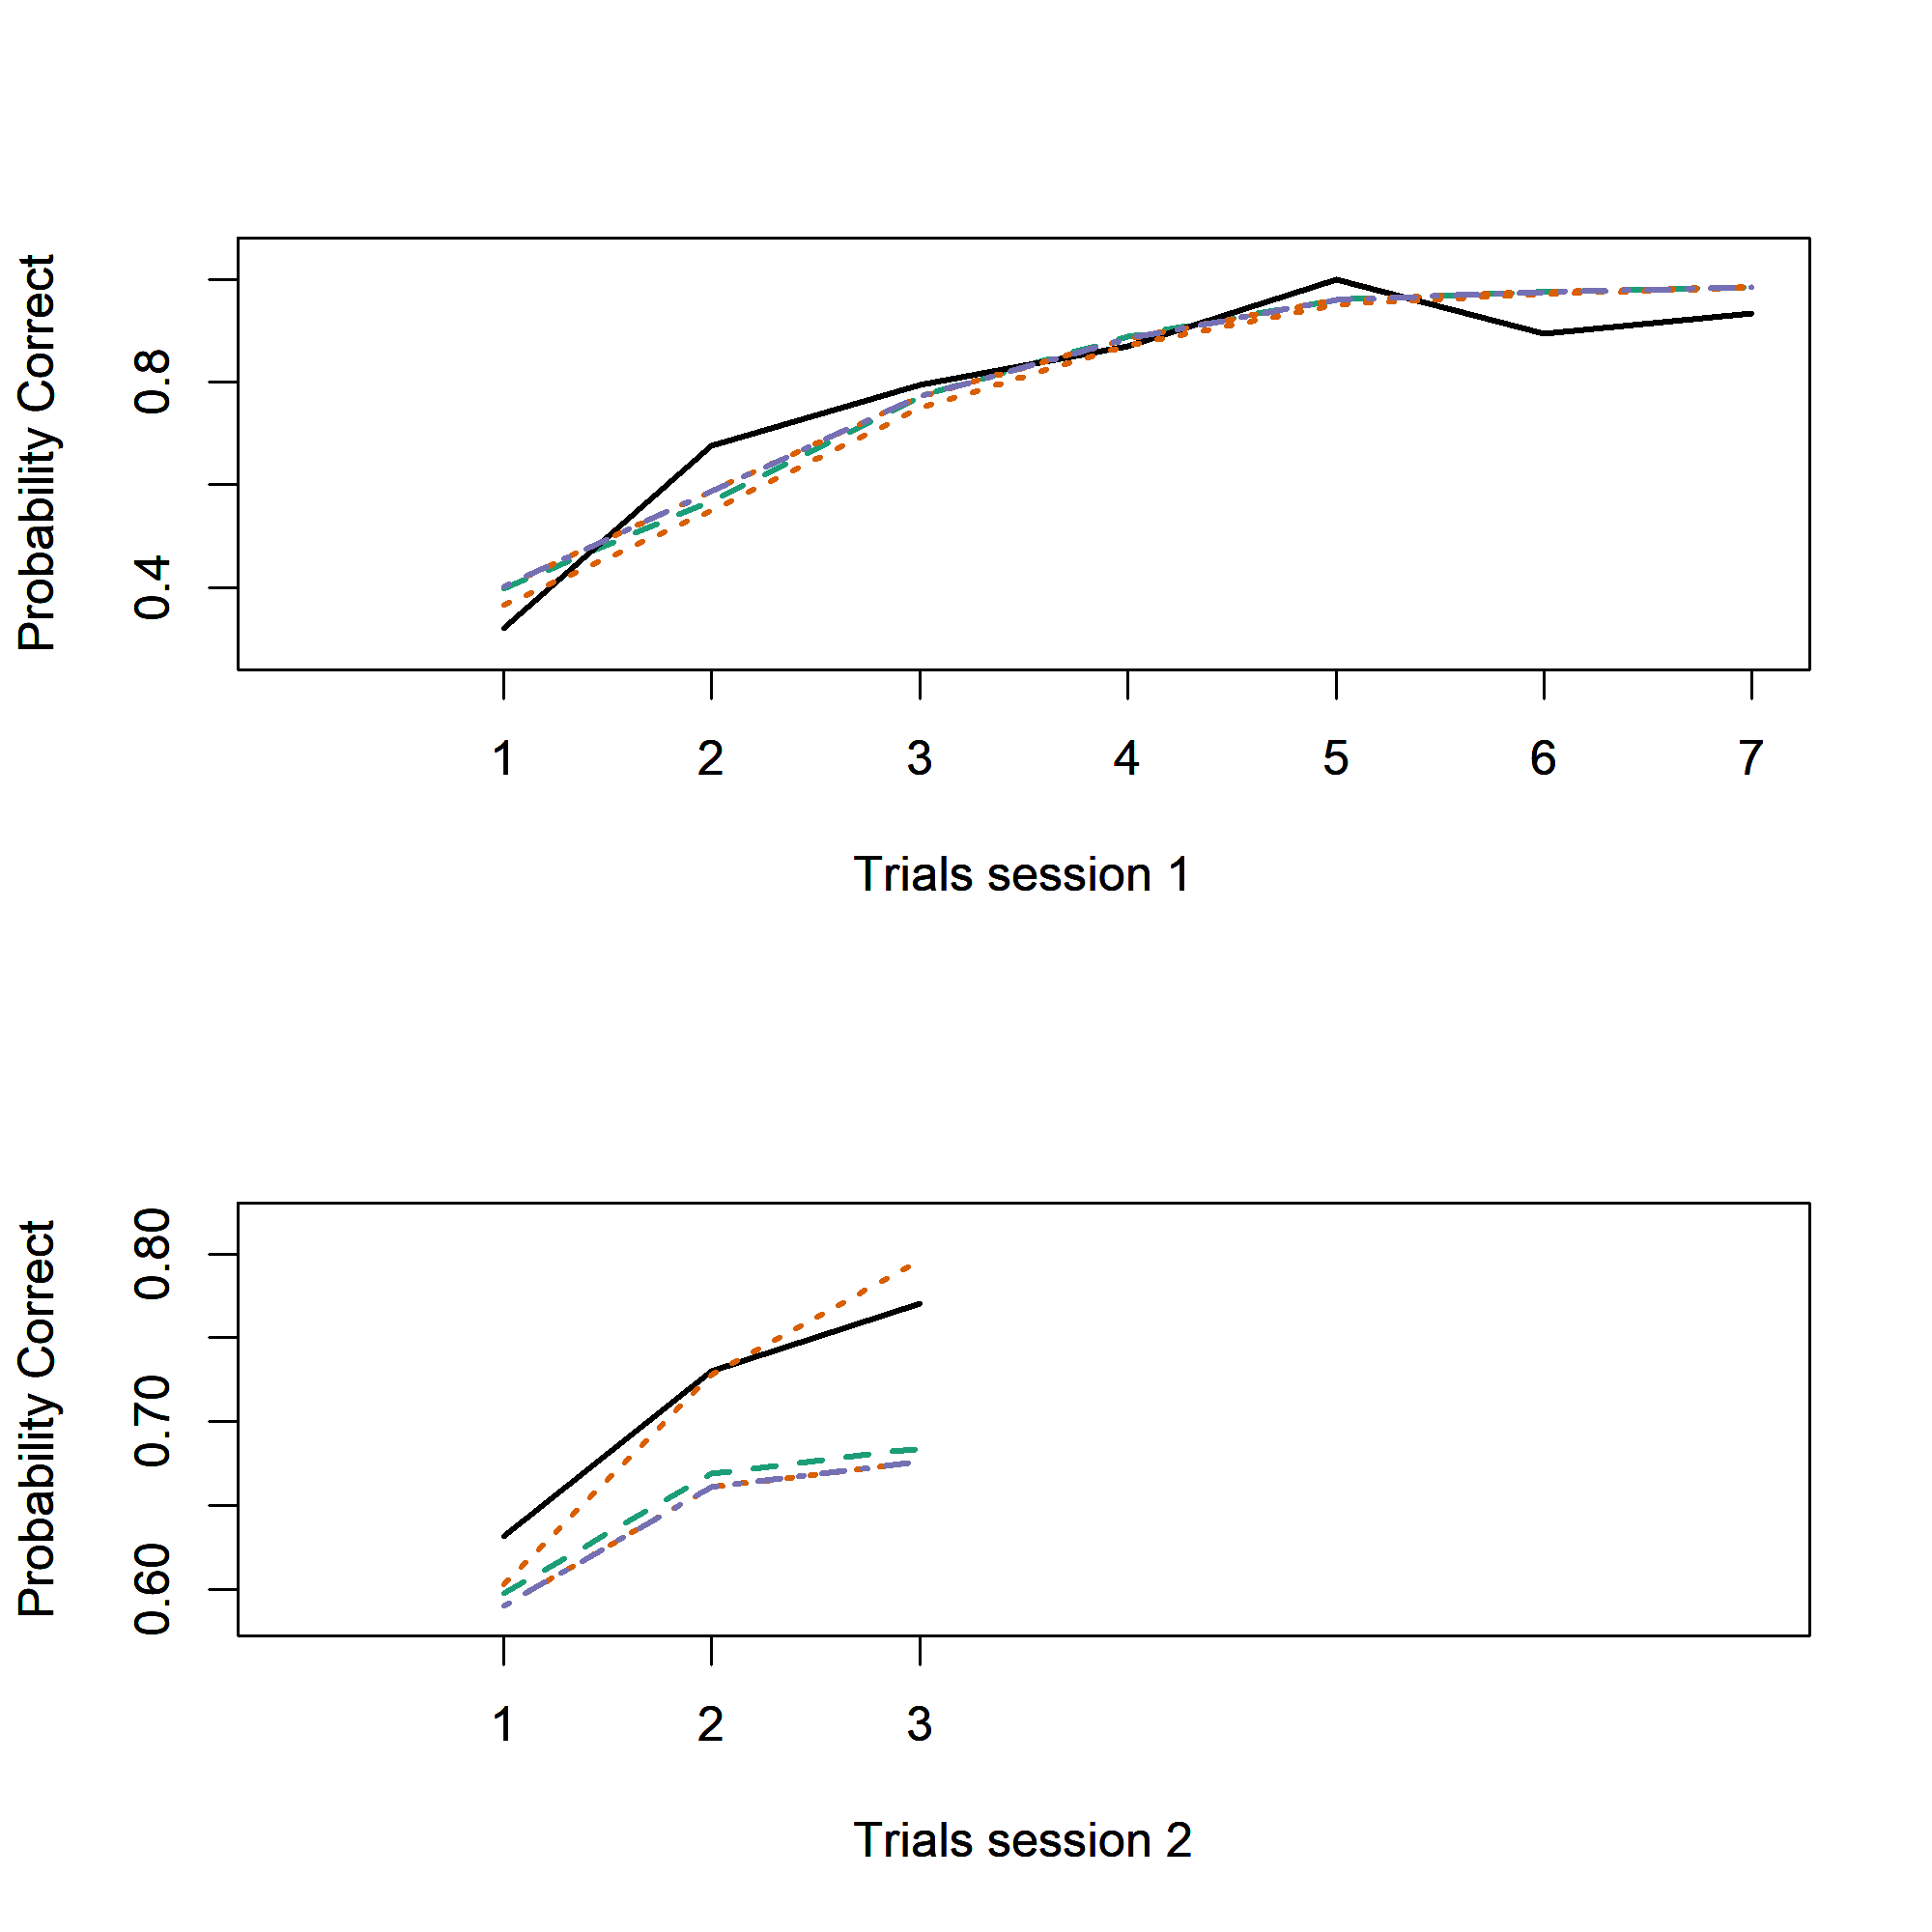 Probability Correct
0.8
0.4
1 2 3 4 5 6 7
Trials session 1
Probability Correct
0.80
0.70
0.60
1 2 3
Trials session 2